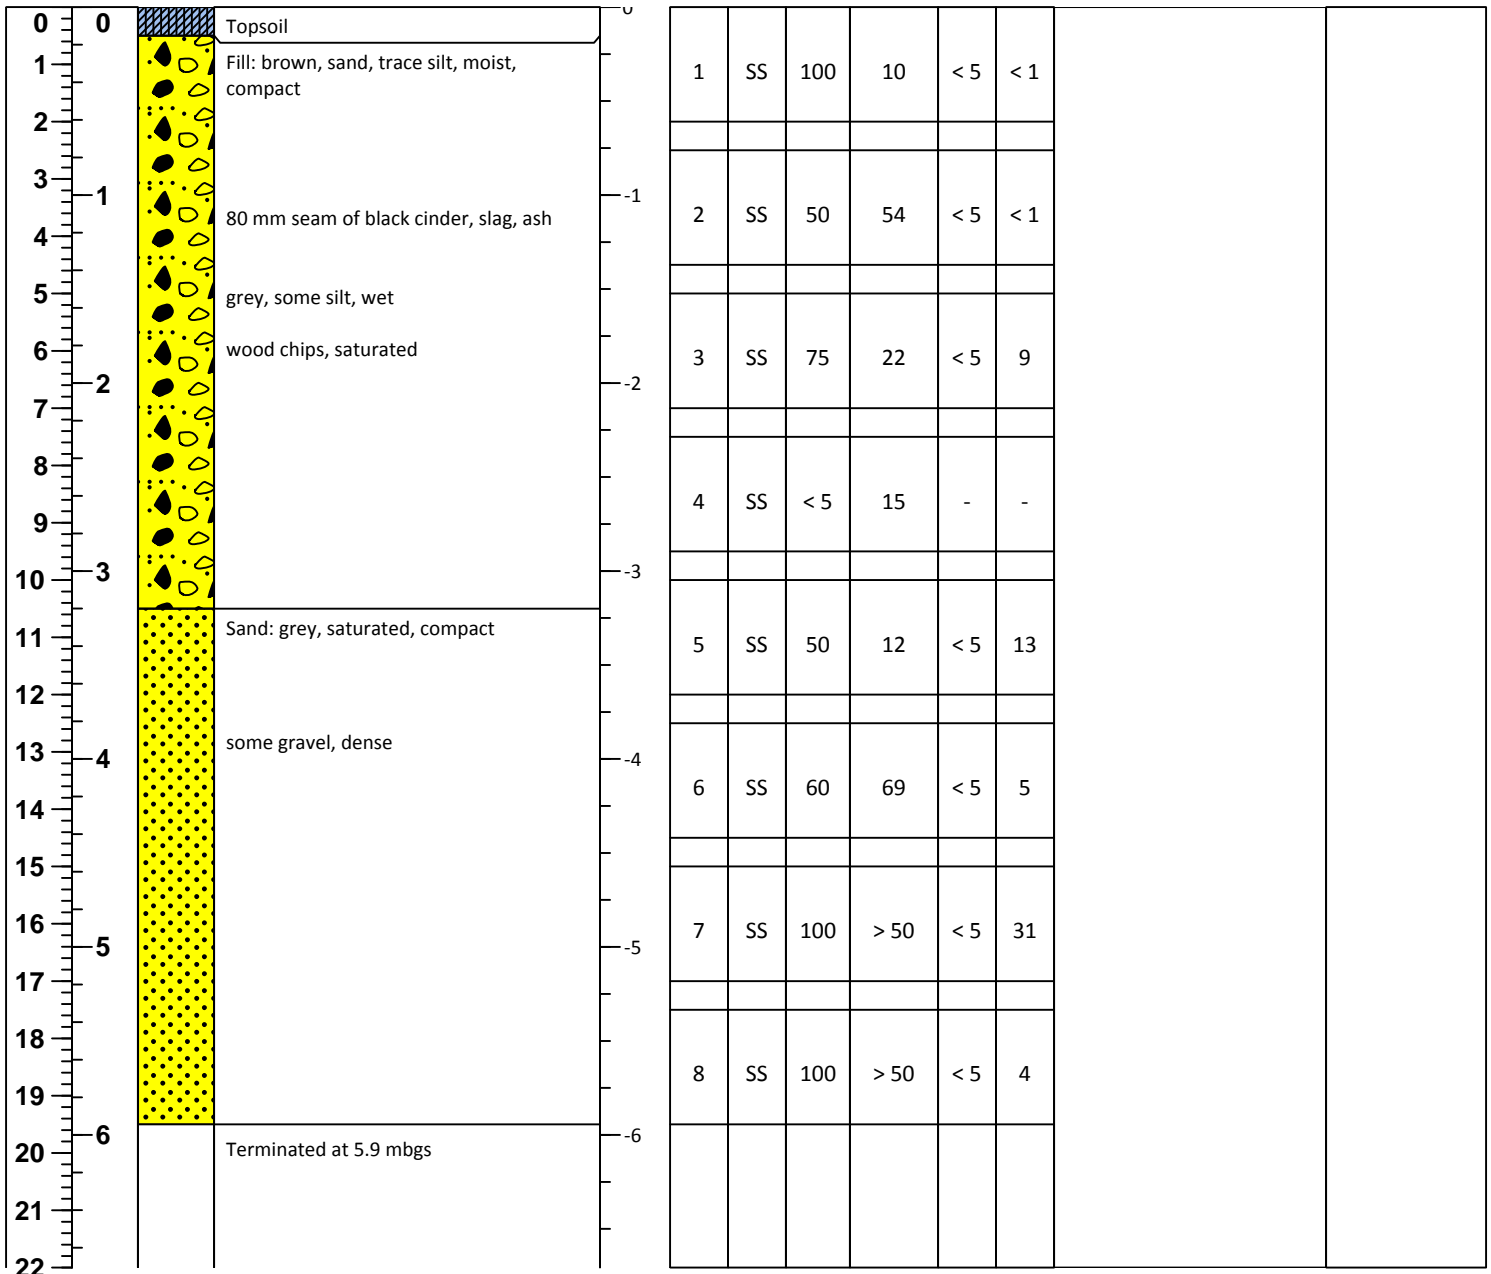 0 0 Topsoil 0
Fill: brown, sand, trace silt, moist,
compact
1 1 SS 100 10 < 5 < 1
2
3
1 -1
80 mm seam of black cinder, slag, ash
2 SS 50 54 < 5 < 1
4
5
grey, some silt, wet
wood chips, saturated
6 3 SS 75 22 < 5 9
2 -2
7
8
4 SS < 5 15 - -
9
10 3 -3
Sand: grey, saturated, compact
11 5 SS 50 12 < 5 13
12
some gravel, dense
13 4 -4
6 SS 60 69 < 5 5
14
15
16 7 SS 100 > 50 < 5 31
5 -5
17
18
8 SS 100 > 50 < 5 4
19
6 -6
20 Terminated at 5.9 mbgs
21
22